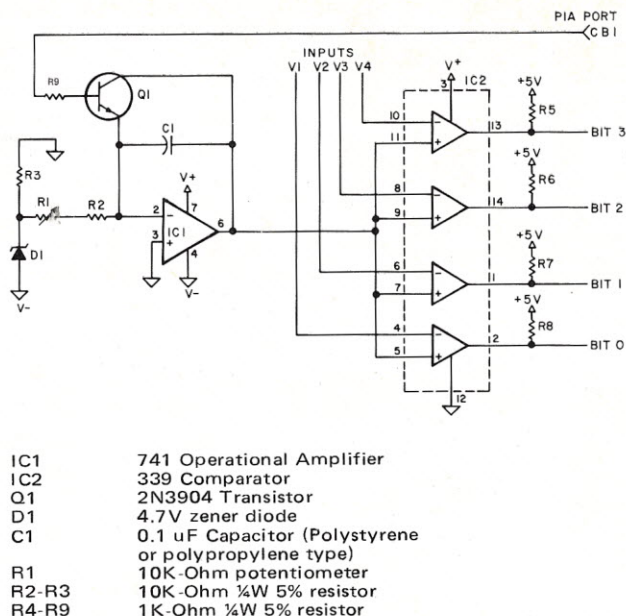 PIA PORT
CB1
INPUTS
V1 V2 V3 V4
R9
Q1
C1
R3
R1
R2
D1
V-
V+
2
3
7
6
4
IC1
V-
V+
3
IC2
10
11
13
+5V
R5
BIT 3
8
9
114
+5V
R6
BIT 2
6
7
1
+5V
R7
BIT 1
4
5
2
+5V
R8
BIT 0
12
IC1 741 Operational Amplifier
IC2 339 Comparator
Q1 2N3904 Transistor
D1 4.7V zener diode
C1 0.1 uF Capacitor (Polystyrene
or polypropylene type)
R1 10K-Ohm potentiometer
R2-R3 10K-Ohm ¼W 5% resistor
R4-R9 1K-Ohm ¼W 5% resistor